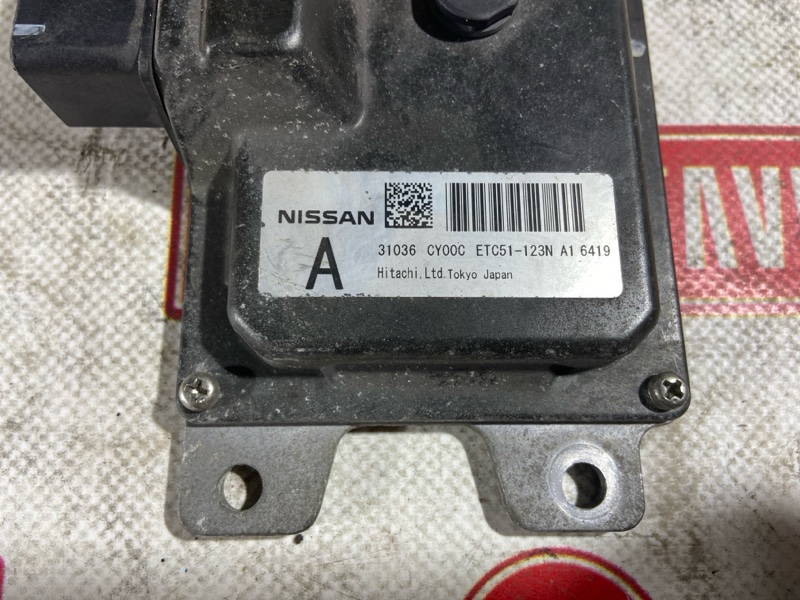 NISSAN
A
31036 CY00C ETC51-123N A1 6419
Hitachi.Ltd.Tokyo Japan